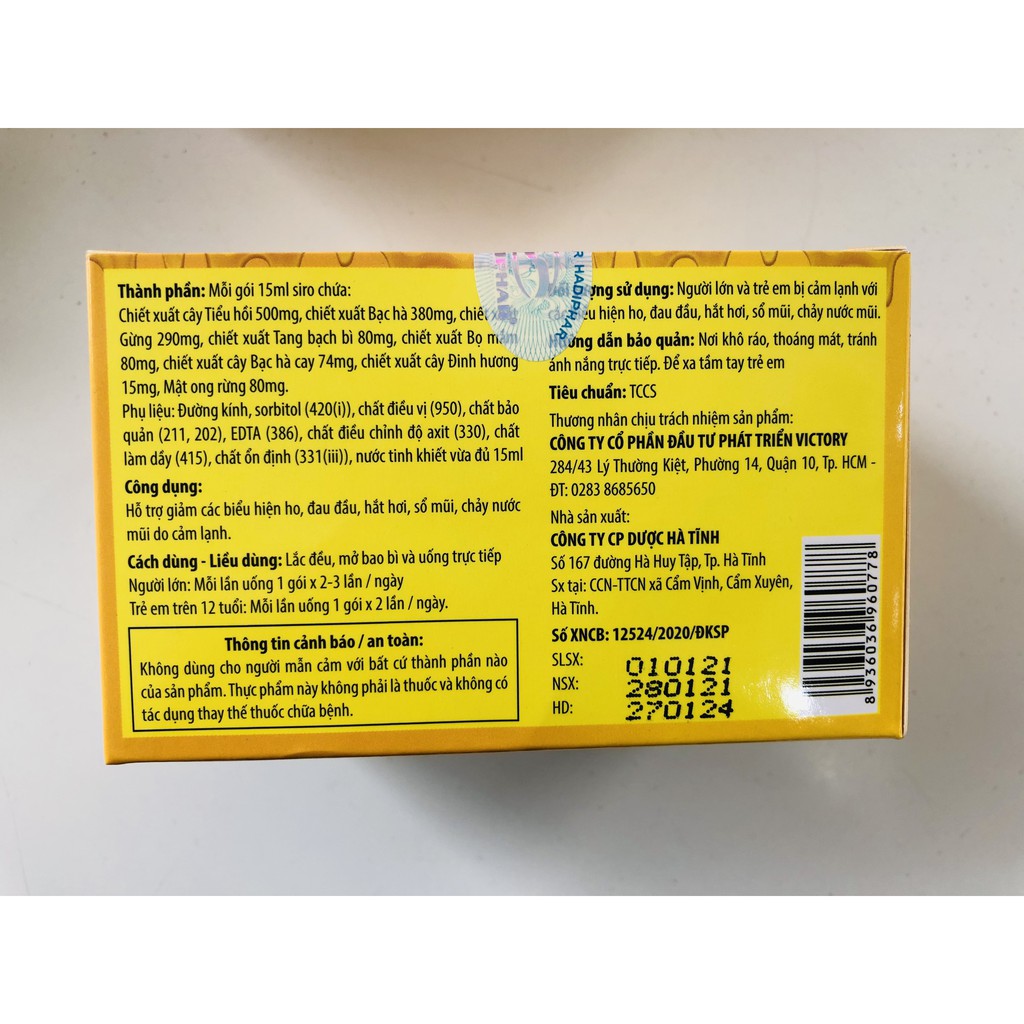 Thành phần: Mỗi gói 15ml siro chứa:
Chiết xuất cây Tiểu hồi 500mg, chiết xuất Bạc hà 380mg,
Gừng 290mg, chiết xuất Tang bạch bì 80mg, chiết xuất Bọ
80mg, chiết xuất cây Bạc hà cay 74mg, chiết xuất cây Đinh hương
15mg, Mật ong rừng 80mg.
Phụ liệu: Đường kính, sorbitol (420(i)), chất điều vị (950), chất bảo
quản (211, 202), EDTA (386), chất điều chỉnh độ axit (330), chất
làm dầy (415), chất ổn định (331(iii)), nước tinh khiết vừa đủ 15ml
Công dụng:
Hỗ trợ giảm các biểu hiện ho, đau đầu, hắt hơi, sổ mũi, chảy nước
mũi do cảm lạnh.
Cách dùng - Liều dùng: Lắc đều, mở bao bì và uống trực tiếp
Người lớn: Mỗi lần uống 1 gói x 2-3 lần / ngày
Trẻ em trên 12 tuổi: Mỗi lần uống 1 gói x 2 lần / ngày.
Thông tin cảnh báo / an toàn:
Không dùng cho người mẫn cảm với bất cứ thành phần nào
của sản phẩm. Thực phẩm này không phải là thuốc và không có
tác dụng thay thế thuốc chữa bệnh.
R HADIPHAR
sử dụng: Người lớn và trẻ em bị cảm lạnh với
hiện ho, đau đầu, hắt hơi, sổ mũi, chảy nước mũi.
dẫn bảo quản: Nơi khô ráo, thoáng mát, tránh
ánh nắng trực tiếp. Để xa tầm tay trẻ em
Tiêu chuẩn: TCCS
Thương nhân chịu trách nhiệm sản phẩm:
CÔNG TY CỔ PHẦN ĐẦU TƯ PHÁT TRIỂN VICTORY
284/43 Lý Thường Kiệt, Phường 14, Quận 10, Tp. HCM -
ĐT: 0283 8685650
Nhà sản xuất:
CÔNG TY CP DƯỢC HÀ TĨNH
Số 167 đường Hà Huy Tập, Tp. Hà Tĩnh
Sx tại: CCN-TTCN xã Cẩm Vịnh, Cẩm Xuyên,
Hà Tĩnh.
Số XNCB: 12524/2020/ĐKSP
SLSX: 010121
NSX: 280121
HD: 270124
8 936036 960778